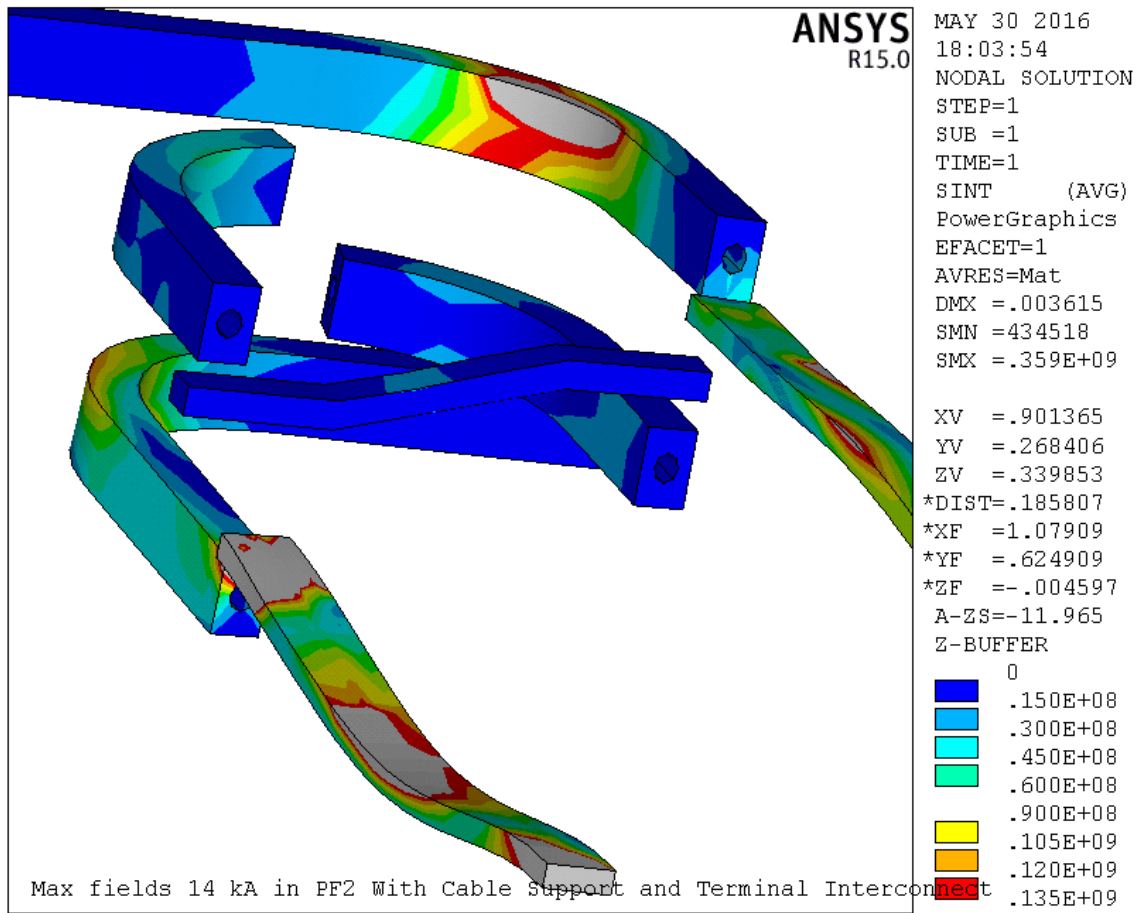 ANSYS
R15.0
MAY 30 2016
18:03:54
NODAL SOLUTION
STEP=1
SUB =1
TIME=1
SINT (AVG)
PowerGraphics
EFACET=1
AVRES=Mat
DMX =.003615
SMN =434518
SMX =.359E+09
XV =.901365
YV =.268406
ZV =.339853
*DIST=.185807
*XF =1.07909
*YF =.624909
*ZF =-.004597
A-ZS=-11.965
Z-BUFFER
0
.150E+08
.300E+08
.450E+08
.600E+08
.900E+08
.105E+09
.120E+09
.135E+09
Max fields 14 kA in PF2 With Cable Support and Terminal Interconnect